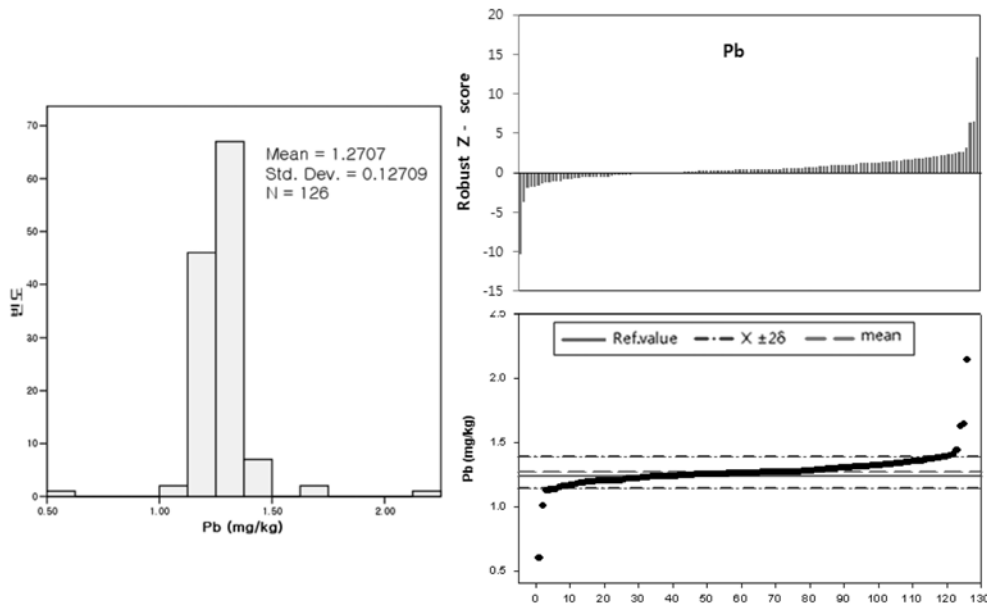 70
60
50
40
30
20
10
0
빈도
Mean = 1.2707
Std. Dev. = 0.12709
N = 126
0.50 1.00 1.50 2.00
Pb (mg/kg)
20
15
10
5
0
-5
-10
-15
Robust Z - score
Pb
2.5
2.0
1.5
1.0
0.5
Pb (mg/kg)
Ref.value X ±2δ mean
0 10 20 30 40 50 60 70 80 90 100 110 120 130